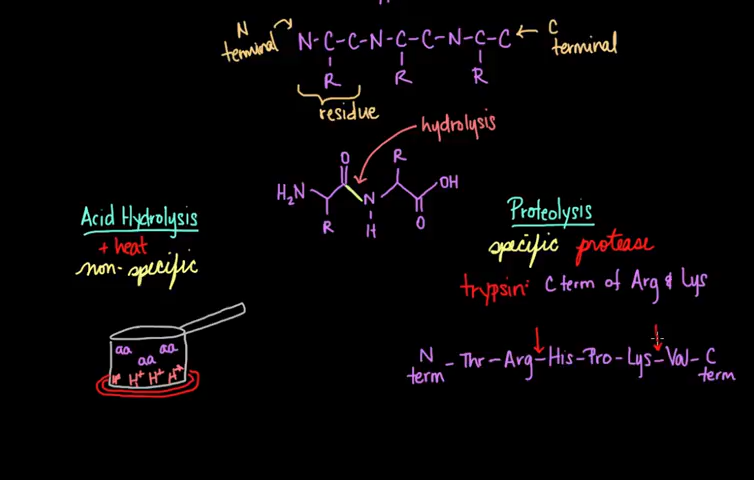 N terminal
N-C-C-N-C-C-N-C-C
C terminal
R R R
residue
hydrolysis
O R
H₂N N OH
R H O
Acid Hydrolysis
+ heat
non-specific
aa aa
aa
H⁺ H⁺ H⁺ H⁺
Proteolysis
specific protease
trypsin: C term of Arg & Lys
N term - Thr - Arg - His - Pro - Lys - Val - C term